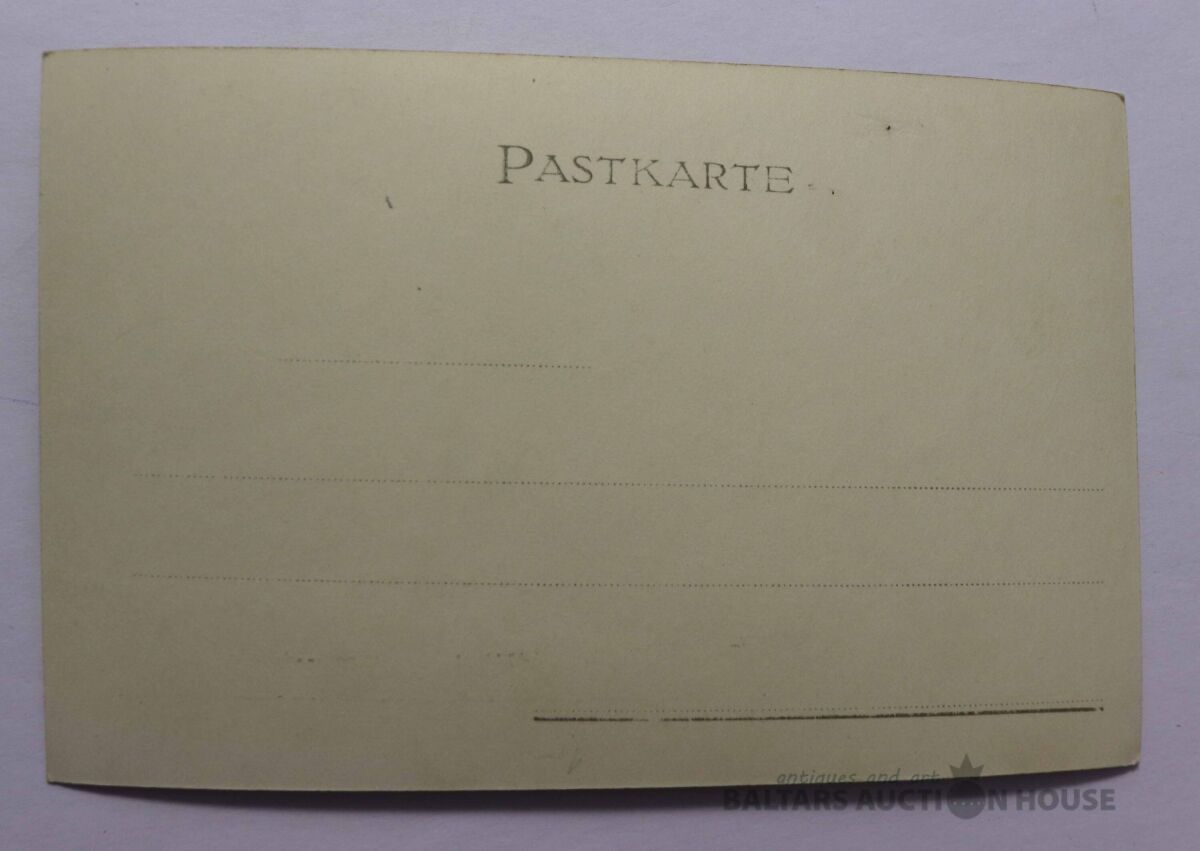 PASTKARTE
antiques and art
BALTARS AUCTION HOUSE